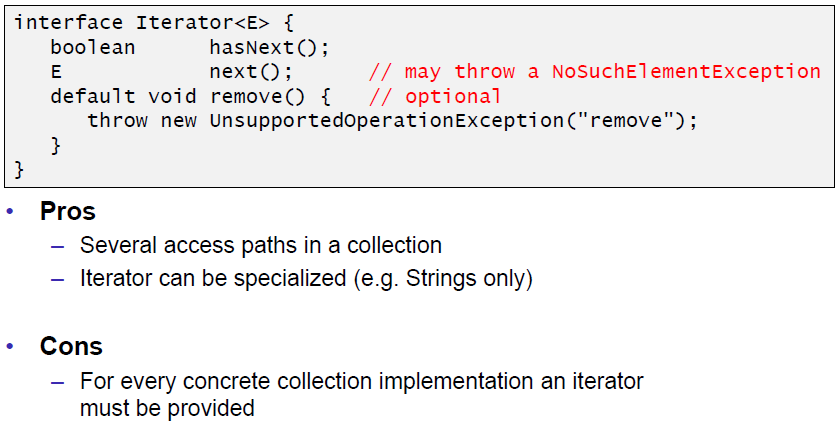 interface Iterator<E> {
boolean hasNext();
E next(); // may throw a NoSuchElementException
default void remove() { // optional
throw new UnsupportedOperationException("remove");
}
}
• Pros
– Several access paths in a collection
– Iterator can be specialized (e.g. Strings only)
• Cons
– For every concrete collection implementation an iterator
must be provided